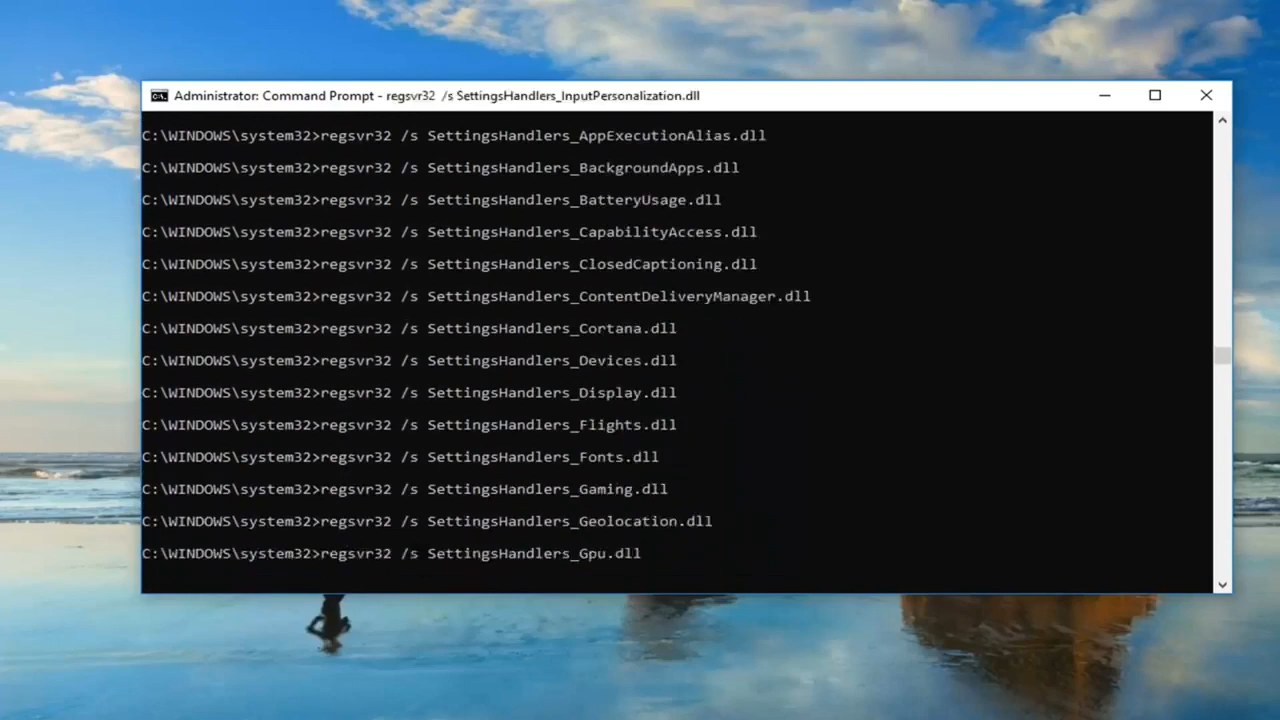 Administrator: Command Prompt - regsvr32 /s SettingsHandlers_InputPersonalization.dll
C:\WINDOWS\system32>regsvr32 /s SettingsHandlers_AppExecutionAlias.dll
C:\WINDOWS\system32>regsvr32 /s SettingsHandlers_BackgroundApps.dll
C:\WINDOWS\system32>regsvr32 /s SettingsHandlers_BatteryUsage.dll
C:\WINDOWS\system32>regsvr32 /s SettingsHandlers_CapabilityAccess.dll
C:\WINDOWS\system32>regsvr32 /s SettingsHandlers_ClosedCaptioning.dll
C:\WINDOWS\system32>regsvr32 /s SettingsHandlers_ContentDeliveryManager.dll
C:\WINDOWS\system32>regsvr32 /s SettingsHandlers_Cortana.dll
C:\WINDOWS\system32>regsvr32 /s SettingsHandlers_Devices.dll
C:\WINDOWS\system32>regsvr32 /s SettingsHandlers_Display.dll
C:\WINDOWS\system32>regsvr32 /s SettingsHandlers_Flights.dll
C:\WINDOWS\system32>regsvr32 /s SettingsHandlers_Fonts.dll
C:\WINDOWS\system32>regsvr32 /s SettingsHandlers_Gaming.dll
C:\WINDOWS\system32>regsvr32 /s SettingsHandlers_Geolocation.dll
C:\WINDOWS\system32>regsvr32 /s SettingsHandlers_Gpu.dll